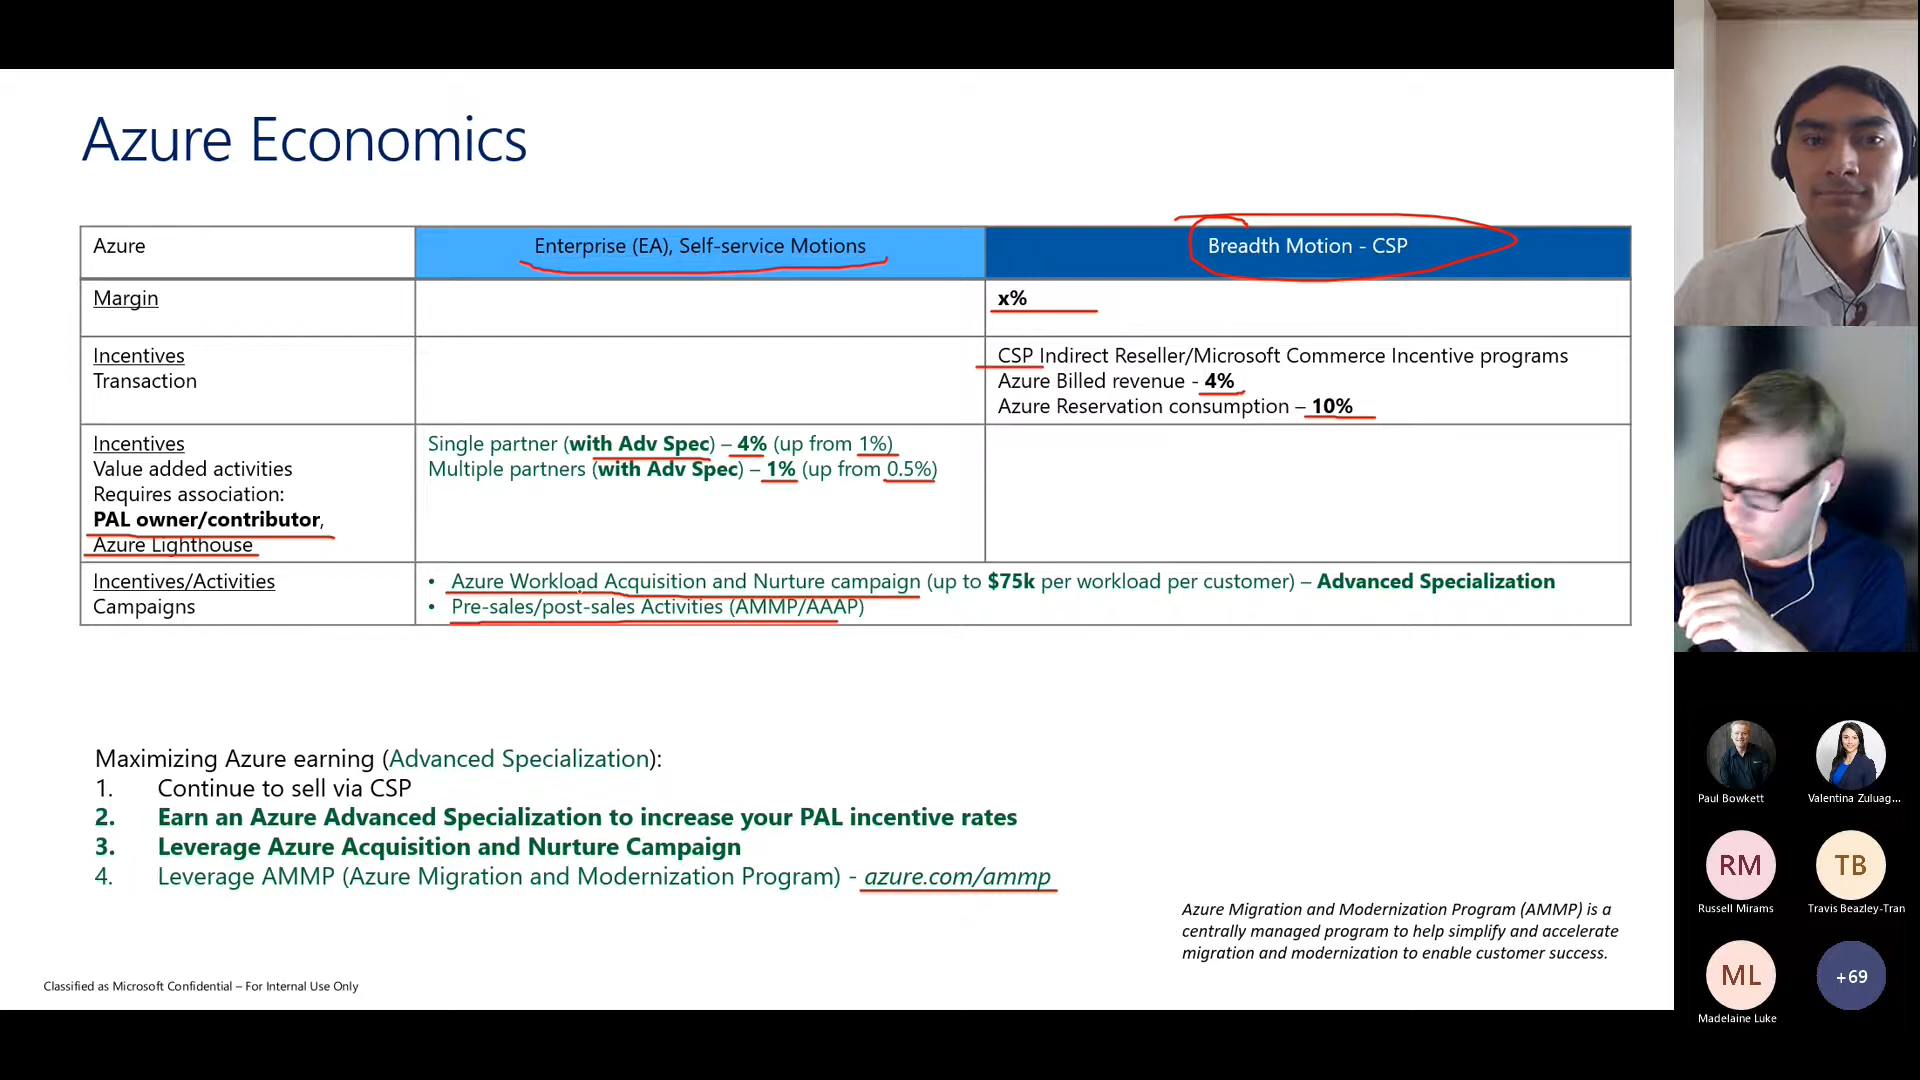 Azure Economics
Azure
Enterprise (EA), Self-service Motions
Breadth Motion - CSP
Margin
x%
Incentives
Transaction
CSP Indirect Reseller/Microsoft Commerce Incentive programs
Azure Billed revenue - 4%
Azure Reservation consumption – 10%
Incentives
Value added activities
Requires association:
PAL owner/contributor,
Azure Lighthouse
Single partner (with Adv Spec) – 4% (up from 1%)
Multiple partners (with Adv Spec) – 1% (up from 0.5%)
Incentives/Activities
Campaigns
• Azure Workload Acquisition and Nurture campaign (up to $75k per workload per customer) – Advanced Specialization
• Pre-sales/post-sales Activities (AMMP/AAAP)
Maximizing Azure earning (Advanced Specialization):
1. Continue to sell via CSP
2. Earn an Azure Advanced Specialization to increase your PAL incentive rates
3. Leverage Azure Acquisition and Nurture Campaign
4. Leverage AMMP (Azure Migration and Modernization Program) - azure.com/ammp
Azure Migration and Modernization Program (AMMP) is a
centrally managed program to help simplify and accelerate
migration and modernization to enable customer success.
Classified as Microsoft Confidential – For Internal Use Only
Paul Bowkett
Valentina Zuluag...
RM
TB
Russell Mirams
Travis Beazley-Tran
ML
+69
Madelaine Luke